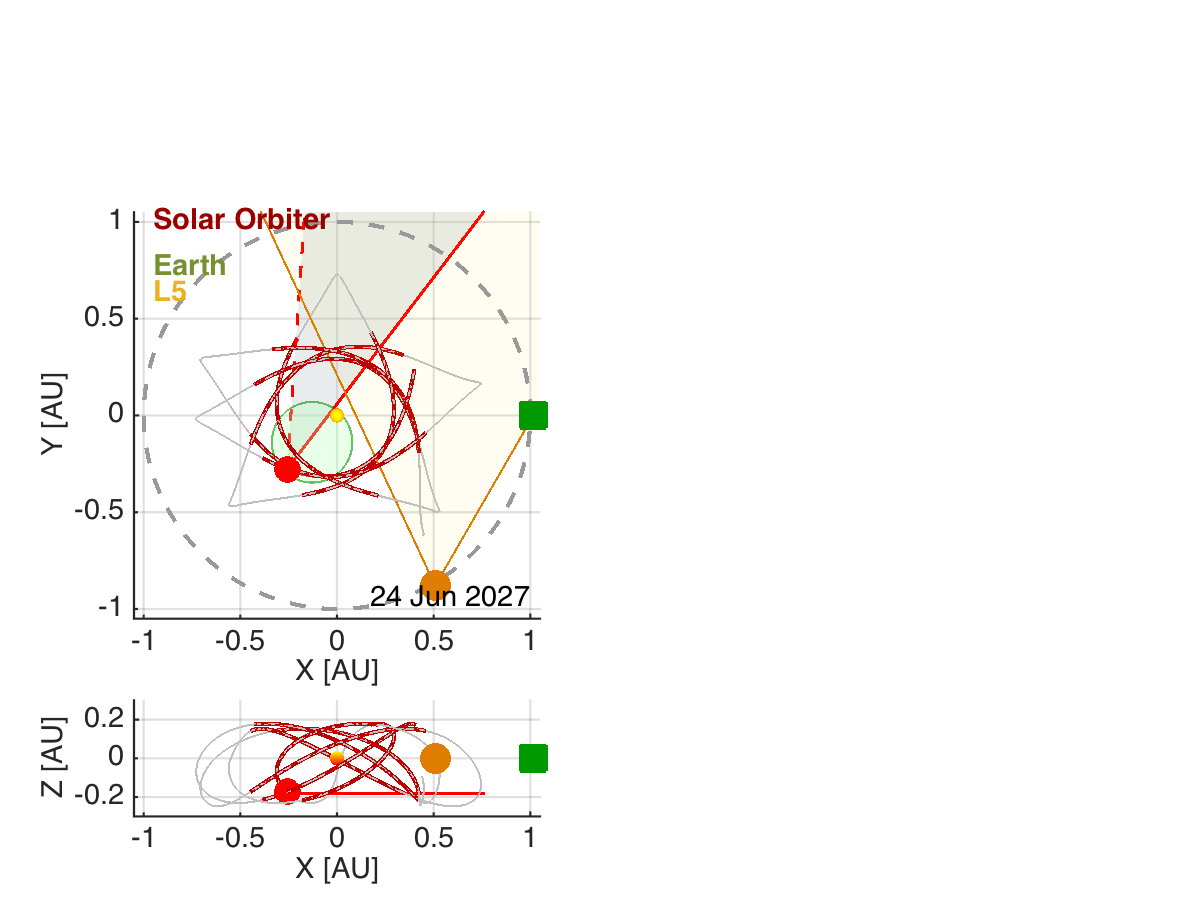 Solar Orbiter
Earth
L5
24 Jun 2027
1
0.5
0
-0.5
-1
Y [AU]
-1 -0.5 0 0.5 1
X [AU]
0.2
0
-0.2
Z [AU]
-1 -0.5 0 0.5 1
X [AU]